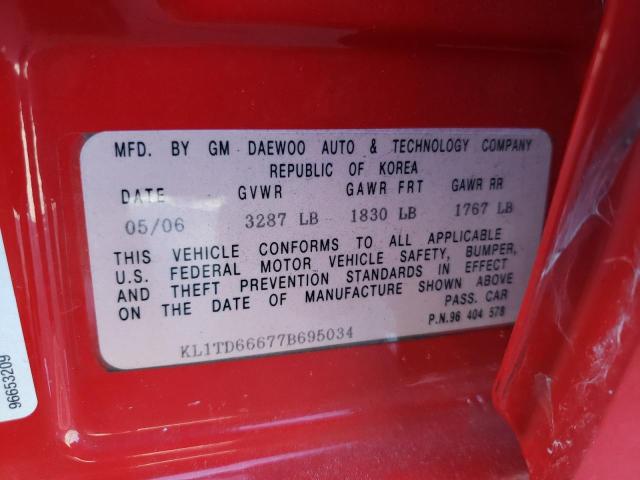 MFD. BY GM DAEWOO AUTO & TECHNOLOGY COMPANY
REPUBLIC OF KOREA
DATE GVWR GAWR FRT GAWR RR
05/06 3287 LB 1830 LB 1767 LB
THIS VEHICLE CONFORMS TO ALL APPLICABLE
U.S. FEDERAL MOTOR VEHICLE SAFETY, BUMPER,
AND THEFT PREVENTION STANDARDS IN EFFECT
ON THE DATE OF MANUFACTURE SHOWN ABOVE
PASS. CAR
P.N.96 404 578
KL1TD66677B695034
96653209